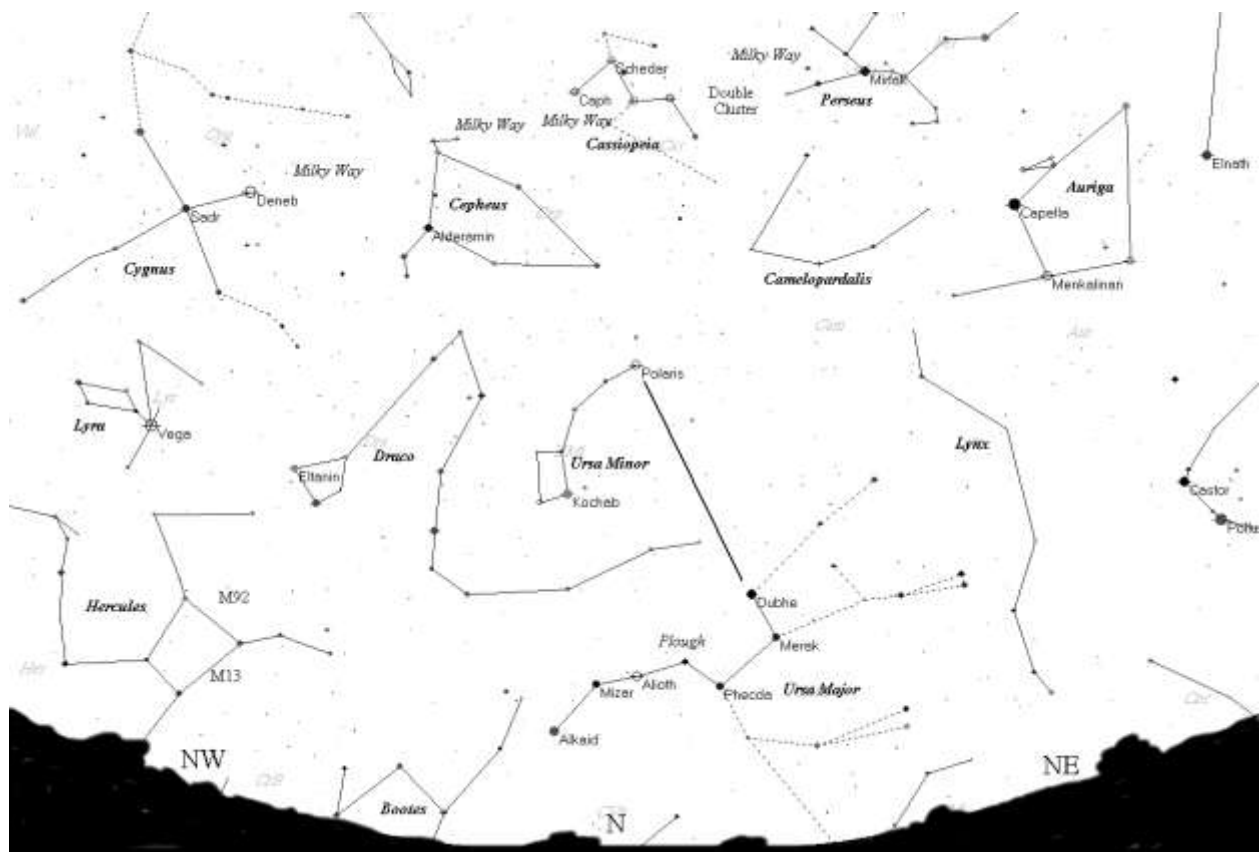 Milky Way
Schedar
Caph
Milky Way
Cassiopeia
Double
Cluster
Milky Way
Mirfak
Perseus
Milky Way
Elnath
Auriga
Capella
Menkalinan
Camelopardalis
Milky Way
Deneb
Sadr
Cygnus
Cepheus
Alderamin
Polaris
Lyra
Vega
Draco
Eltanin
Ursa Minor
Kochab
Lynx
Castor
Hercules
M92
M13
Dubhe
Merak
Plough
Mizar
Alioth
Phecda
Ursa Major
Alkaid
NW
Bootes
N
NE